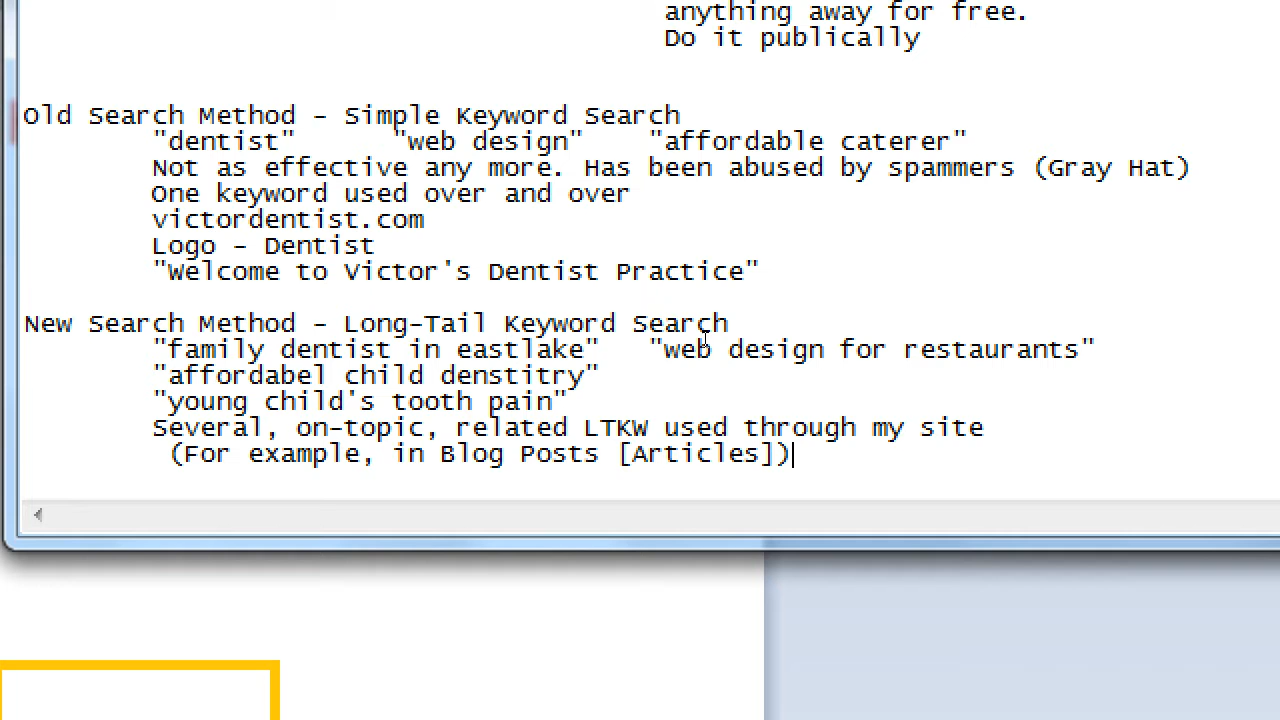 anything away for free.
Do it publically
Old Search Method - Simple Keyword Search
"dentist" "web design" "affordable caterer"
Not as effective any more. Has been abused by spammers (Gray Hat)
One keyword used over and over
victordentist.com
Logo - Dentist
"Welcome to Victor's Dentist Practice"
New Search Method - Long-Tail Keyword Search
"family dentist in eastlake" "web design for restaurants"
"affordabel child denstitry"
"young child's tooth pain"
Several, on-topic, related LTKW used through my site
(For example, in Blog Posts [Articles])